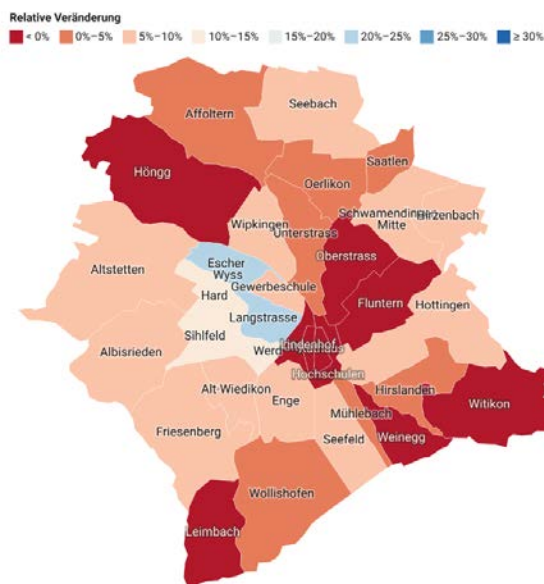 Relative Veränderung
< 0%
0%–5%
5%–10%
10%–15%
15%–20%
20%–25%
25%–30%
≥ 30%
Seebach
Affoltern
Saatlen
Höngg
Oerlikon
Schwamendingen
Mitte
Hirzenbach
Wipkingen
Unterstrass
Oberstrass
Escher
Wyss
Altstetten
Gewerbeschule
Fluntern
Hard
Hottingen
Langstrasse
Sihlfeld
Lindenhof
Rathaus
Albisrieden
Werd
Hochschulen
Alt-Wiedikon
Hirslanden
Enge
Witikon
Mühlebach
Friesenberg
Weinegg
Seefeld
Wollishofen
Leimbach